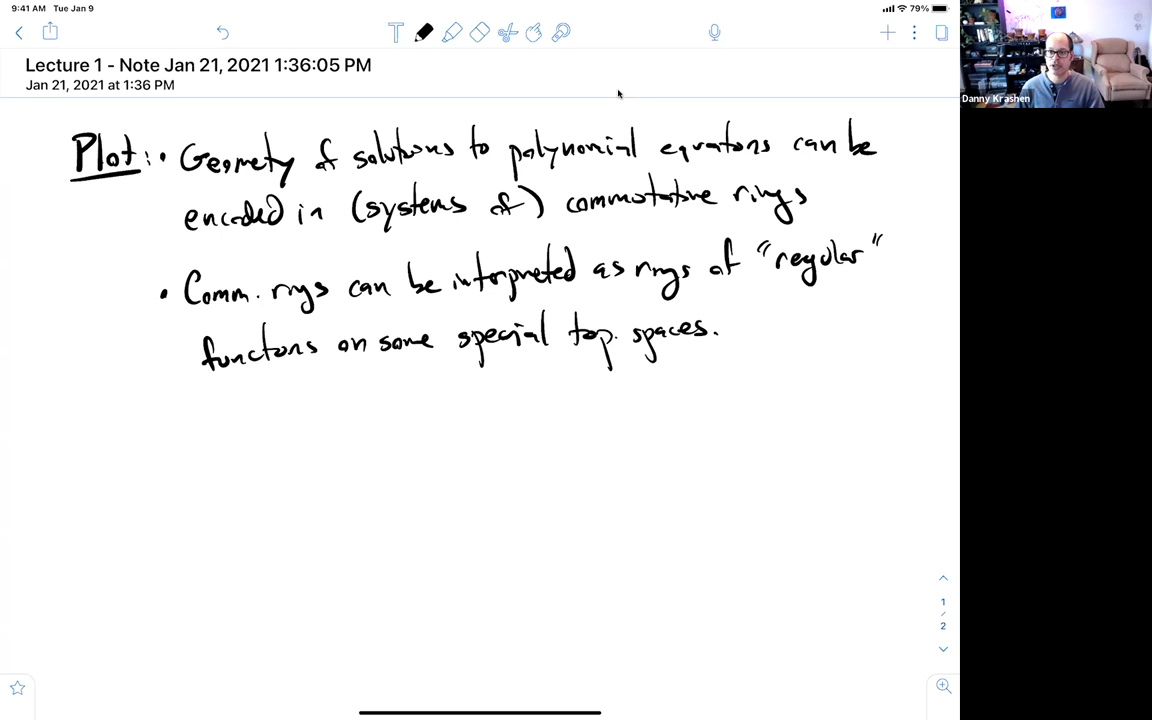 9:41 AM Tue Jan 9
79%
Lecture 1 - Note Jan 21, 2021 1:36:05 PM
Jan 21, 2021 at 1:36 PM
Danny Krashen
Plot: • Geometry of solutions to polynomial equations can be
encoded in (systems of) commutative rings
• Comm. rings can be interpreted as rings of "regular"
functions on some special top. spaces.
1
/
2